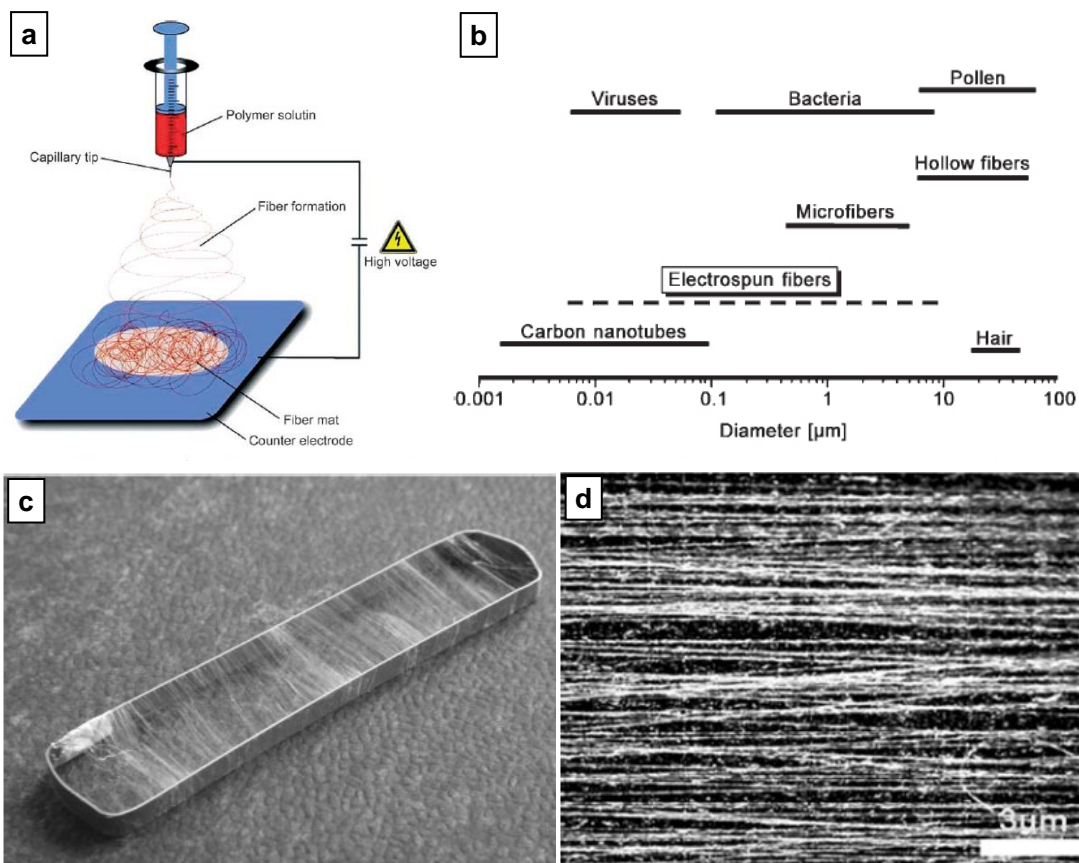 a
Polymer solutin
Capillary tip
Fiber formation
High voltage
Fiber mat
Counter electrode
b
Pollen
Viruses
Bacteria
Hollow fibers
Microfibers
Electrospun fibers
Carbon nanotubes
Hair
0.001
0.01
0.1
1
10
100
Diameter [µm]
c
d
3um